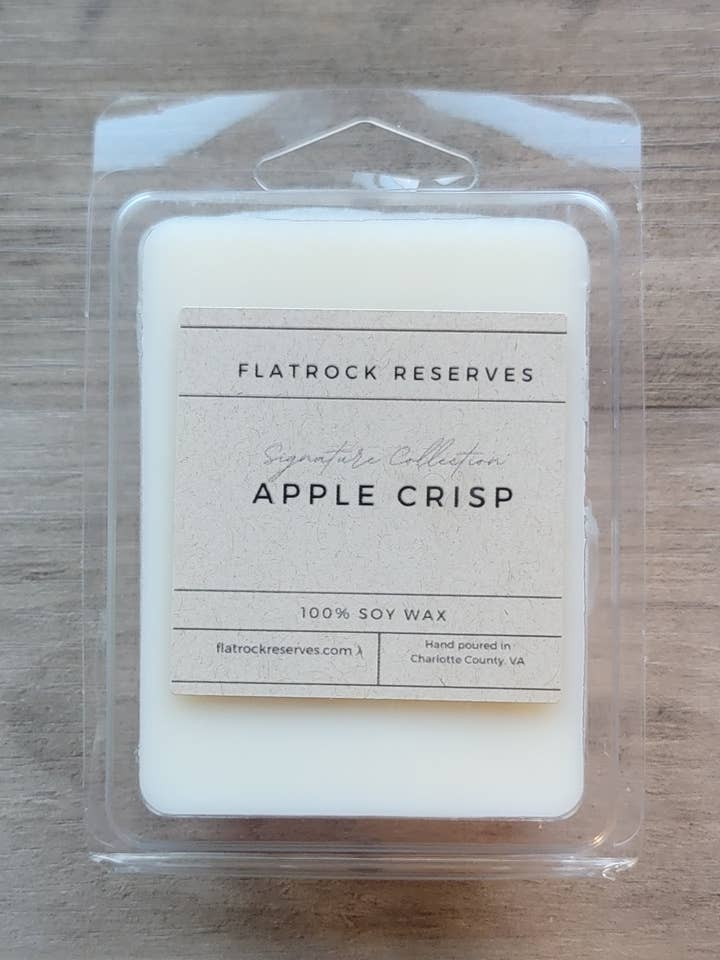 FLATROCK RESERVES
Signature Collection
APPLE CRISP
100% SOY WAX
flatrockreserves.com
Hand poured in
Charlotte County, VA